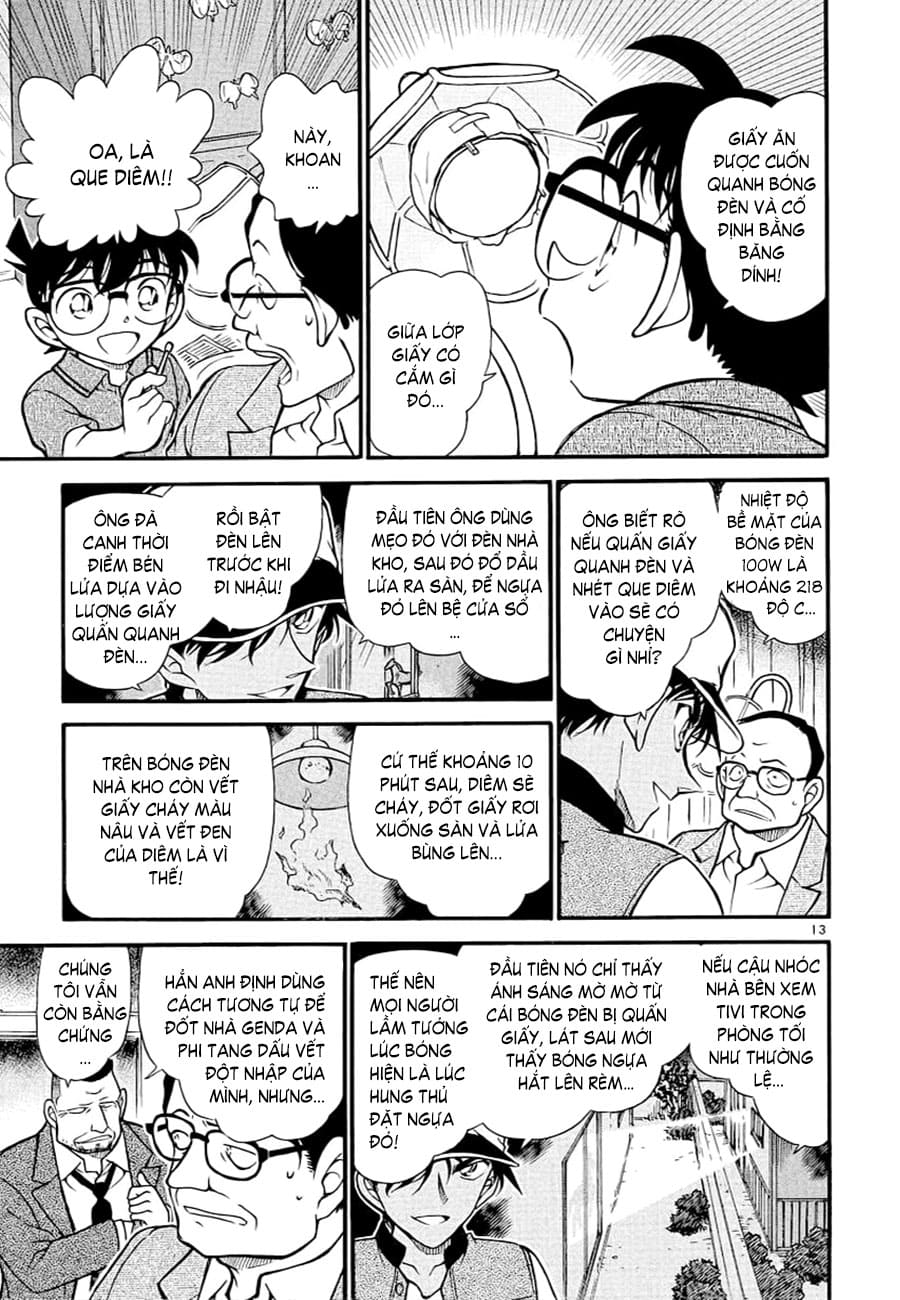 GIẤY ĂN
ĐƯỢC CUỐN
QUANH BÓNG
ĐÈN VÀ CỐ
ĐỊNH BẰNG
BĂNG
DÍNH!
GIỮA LỚP
GIẤY CÓ
CẮM GÌ
ĐÓ...
NÀY,
KHOAN
...
OA, LÀ
QUE DIÊM!!
NHIỆT ĐỘ
BỀ MẶT CỦA
BÓNG ĐÈN
100W LÀ
KHOẢNG 218
ĐỘ C...
ÔNG BIẾT RÕ
NẾU QUẤN GIẤY
QUANH ĐÈN VÀ
NHÉT QUE DIÊM
VÀO SẼ CÓ
CHUYỆN
GÌ NHỈ?
ĐẦU TIÊN ÔNG DÙNG
MẸO ĐÓ VỚI ĐÈN NHÀ
KHO, SAU ĐÓ ĐỔ DẦU
LỬA RA SÀN, ĐỂ NGỰA
ĐÓ LÊN BỆ CỬA SỔ
...
RỒI BẬT
ĐÈN LÊN
TRƯỚC KHI
ĐI NHẬU!
ÔNG ĐÃ
CANH THỜI
ĐIỂM BÉN
LỬA DỰA VÀO
LƯỢNG GIẤY
QUẤN QUANH
ĐÈN...
CỨ THẾ KHOẢNG 10
PHÚT SAU, DIÊM SẼ
CHÁY, ĐỐT GIẤY RƠI
XUỐNG SÀN VÀ LỬA
BÙNG LÊN...
TRÊN BÓNG ĐÈN
NHÀ KHO CÒN VẾT
GIẤY CHÁY MÀU
NÂU VÀ VẾT ĐEN
CỦA DIÊM LÀ VÌ
THẾ!
13
NẾU CẬU NHÓC
NHÀ BÊN XEM
TIVI TRONG
PHÒNG TỐI
NHƯ THƯỜNG
LỆ...
ĐẦU TIÊN NÓ CHỈ THẤY
ÁNH SÁNG MỜ MỜ TỪ
CÁI BÓNG ĐÈN BỊ QUẤN
GIẤY, LÁT SAU MỚI
THẤY BÓNG NGỰA
HẮT LÊN RÈM...
THẾ NÊN
MỌI NGƯỜI
LẦM TƯỞNG
LÚC BÓNG
HIỆN LÀ LÚC
HUNG THỦ
ĐẶT NGỰA
ĐÓ!
HẲN ANH ĐỊNH DÙNG
CÁCH TƯƠNG TỰ ĐỂ
ĐỐT NHÀ GENDA VÀ
PHI TANG DẤU VẾT
ĐỘT NHẬP CỦA
MÌNH, NHƯNG...
CHÚNG
TÔI VẪN
CÒN BẰNG
CHỨNG
...